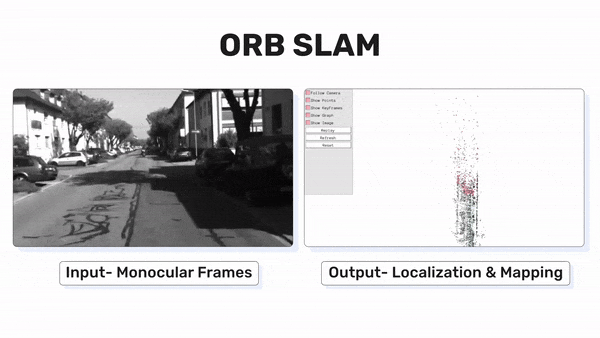 ORB SLAM
Follow Camera
Show Points
Show KeyFrames
Show Graph
Show Image
Refresh
Reset
Input- Monocular Frames
Output- Localization & Mapping